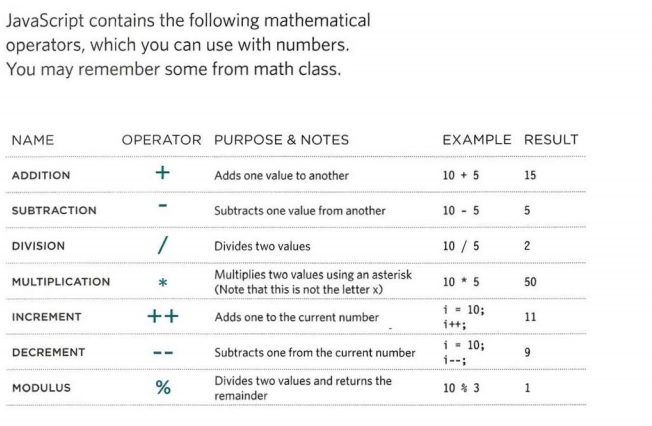 JavaScript contains the following mathematical
operators, which you can use with numbers.
You may remember some from math class.
NAME OPERATOR PURPOSE & NOTES EXAMPLE RESULT
ADDITION + Adds one value to another 10 + 5 15
SUBTRACTION - Subtracts one value from another 10 - 5 5
DIVISION / Divides two values 10 / 5 2
MULTIPLICATION * Multiplies two values using an asterisk
(Note that this is not the letter x) 10 * 5 50
INCREMENT ++ Adds one to the current number i = 10;
i++; 11
DECREMENT -- Subtracts one from the current number i = 10;
i--; 9
MODULUS % Divides two values and returns the
remainder 10 % 3 1